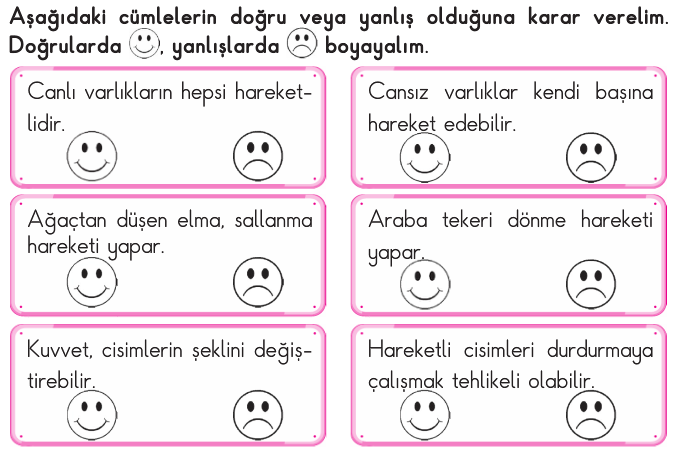 Aşağıdaki cümlelerin doğru veya yanlış olduğuna karar verelim.
Doğrularda , yanlışlarda boyayalım.
Canlı varlıkların hepsi hareket-
lidir.
Cansız varlıklar kendi başına
hareket edebilir.
Ağaçtan düşen elma, sallanma
hareketi yapar.
Araba tekeri dönme hareketi
yapar.
Kuvvet, cisimlerin şeklini değiş-
tirebilir.
Hareketli cisimleri durdurmaya
çalışmak tehlikeli olabilir.